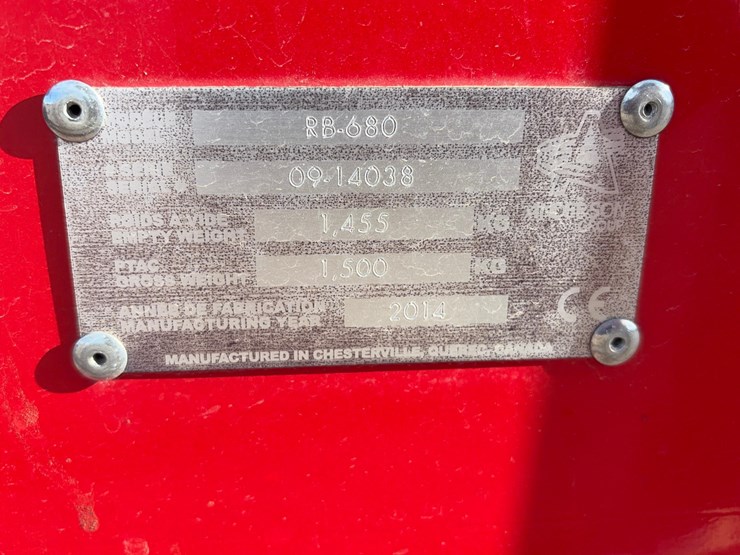 RB-680
09-14038
POIDS A VIDE
EMPTY WEIGHT 1,455 KG
PTAC
GROSS WEIGHT 1,500 KG
ANNÉE DE FABRICATION
MANUFACTURING YEAR 2014
CE
MANUFACTURED IN CHESTERVILLE, QUEBEC, CANADA